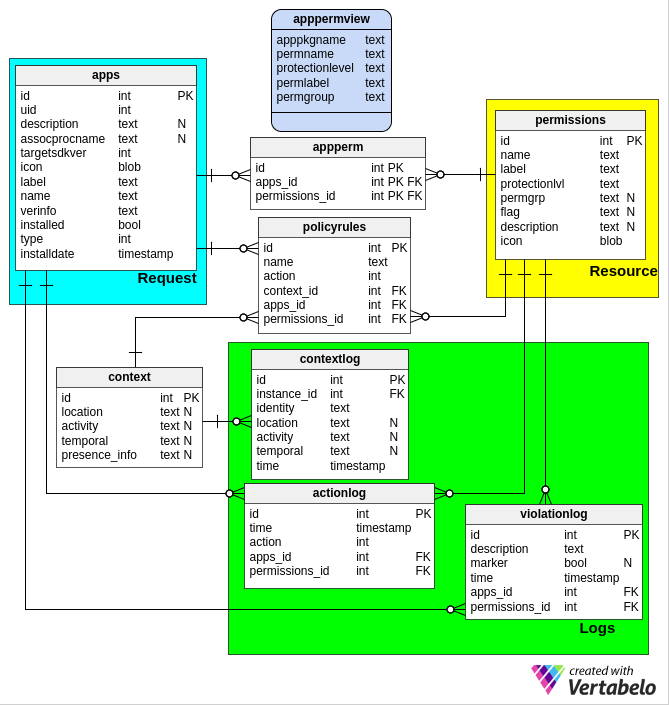 apppermview
apppkgname text
permname text
protectionlevel text
permlabel text
permgroup text
apps
id int PK
uid int
description text N
assocprocname text N
targetsdkver int
icon blob
label text
name text
verinfo text
installed bool
type int
installdate timestamp
Request
appperm
id int PK
apps_id int PK FK
permissions_id int PK FK
permissions
id int PK
name text
label text
protectionlvl text
permgrp text N
flag text N
description text N
icon blob
Resource
policyrules
id int PK
name text
action int
context_id int FK
apps_id int FK
permissions_id int FK
context
id int PK
location text N
activity text N
temporal text N
presence_info text N
contextlog
id int PK
instance_id int FK
identity text
location text N
activity text N
temporal text N
time timestamp
actionlog
id int PK
time timestamp
action int
apps_id int FK
permissions_id int FK
violationlog
id int PK
description text
marker bool N
time timestamp
apps_id int FK
permissions_id int FK
Logs
created with
Vertabelo